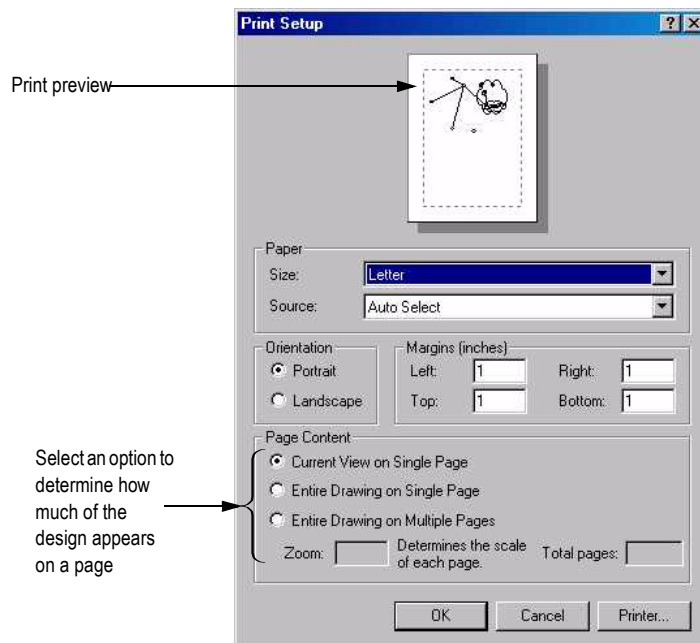 Print Setup
Print preview
Paper
Size: Letter
Source: Auto Select
Orientation
Portrait
Landscape
Margins (inches)
Left: 1 Right: 1
Top: 1 Bottom: 1
Select an option to
determine how
much of the
design appears
on a page
Page Content
Current View on Single Page
Entire Drawing on Single Page
Entire Drawing on Multiple Pages
Zoom: Determines the scale
of each page. Total pages:
OK Cancel Printer...